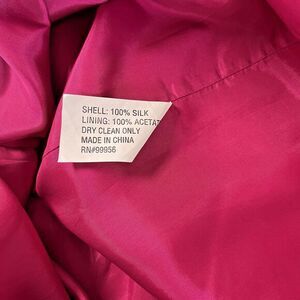 SHELL: 100% SILK
LINING: 100% ACETAT
DRY CLEAN ONLY
MADE IN CHINA
RN#99956